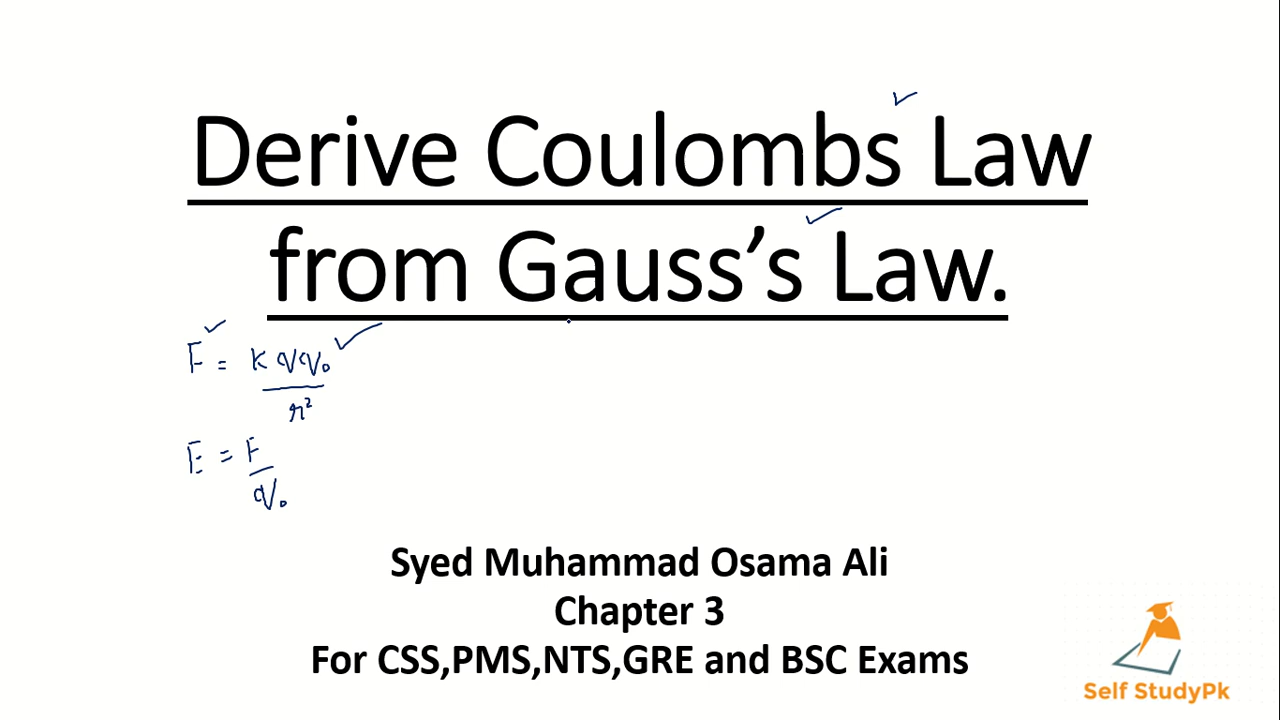 Derive Coulombs Law
from Gauss’s Law.
F = K q q₀
r²
E = F
q₀
Syed Muhammad Osama Ali
Chapter 3
For CSS,PMS,NTS,GRE and BSC Exams
Self StudyPk